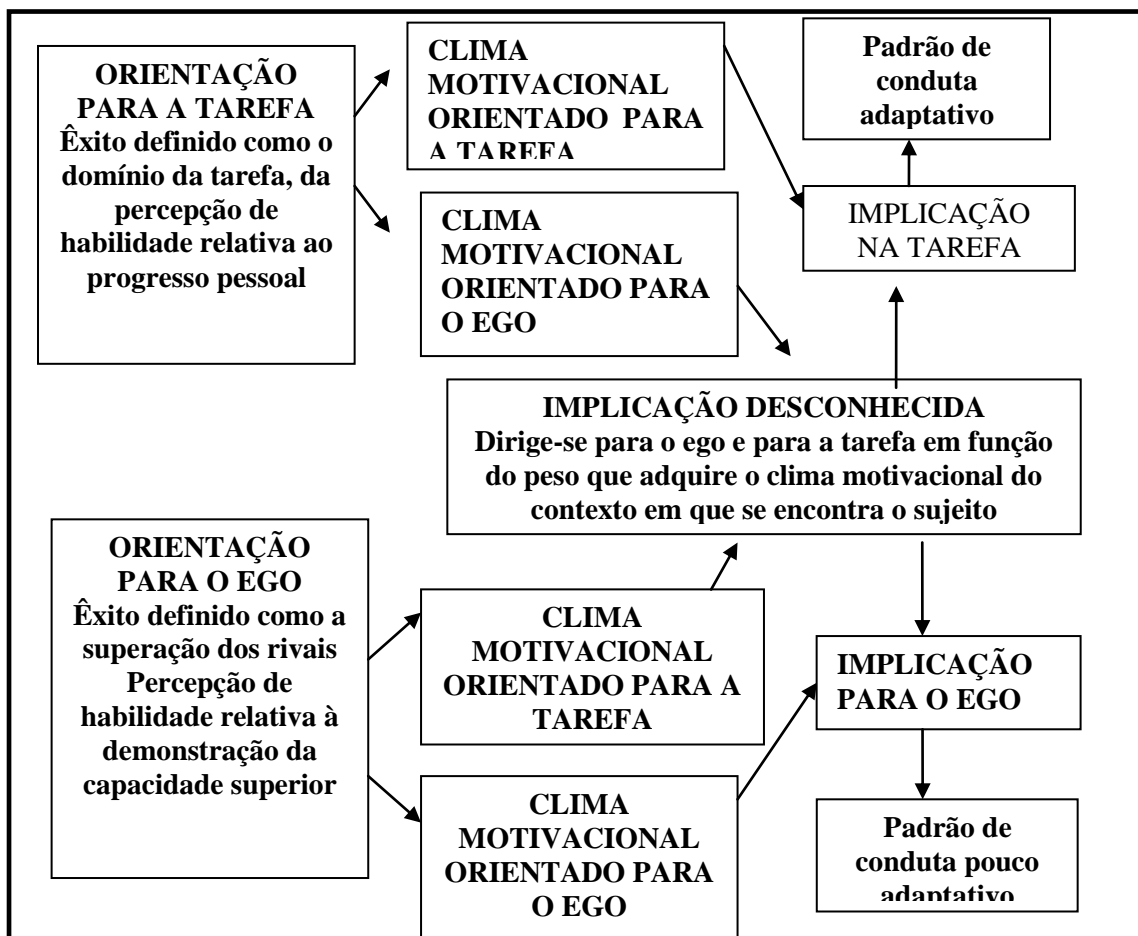 ORIENTAÇÃO
PARA A TAREFA
Êxito definido como o
domínio da tarefa, da
percepção de
habilidade relativa ao
progresso pessoal
CLIMA
MOTIVACIONAL
ORIENTADO PARA
A TAREFA
Padrão de
conduta
adaptativo
CLIMA
MOTIVACIONAL
ORIENTADO PARA
O EGO
IMPLICAÇÃO
NA TAREFA
IMPLICAÇÃO DESCONHECIDA
Dirige-se para o ego e para a tarefa em função
do peso que adquire o clima motivacional do
contexto em que se encontra o sujeito
ORIENTAÇÃO
PARA O EGO
Êxito definido como a
superação dos rivais
Percepção de
habilidade relativa à
demonstração da
capacidade superior
CLIMA
MOTIVACIONAL
ORIENTADO PARA A
TAREFA
IMPLICAÇÃO
PARA O EGO
CLIMA
MOTIVACIONAL
ORIENTADO PARA
O EGO
Padrão de
conduta pouco
adaptativo